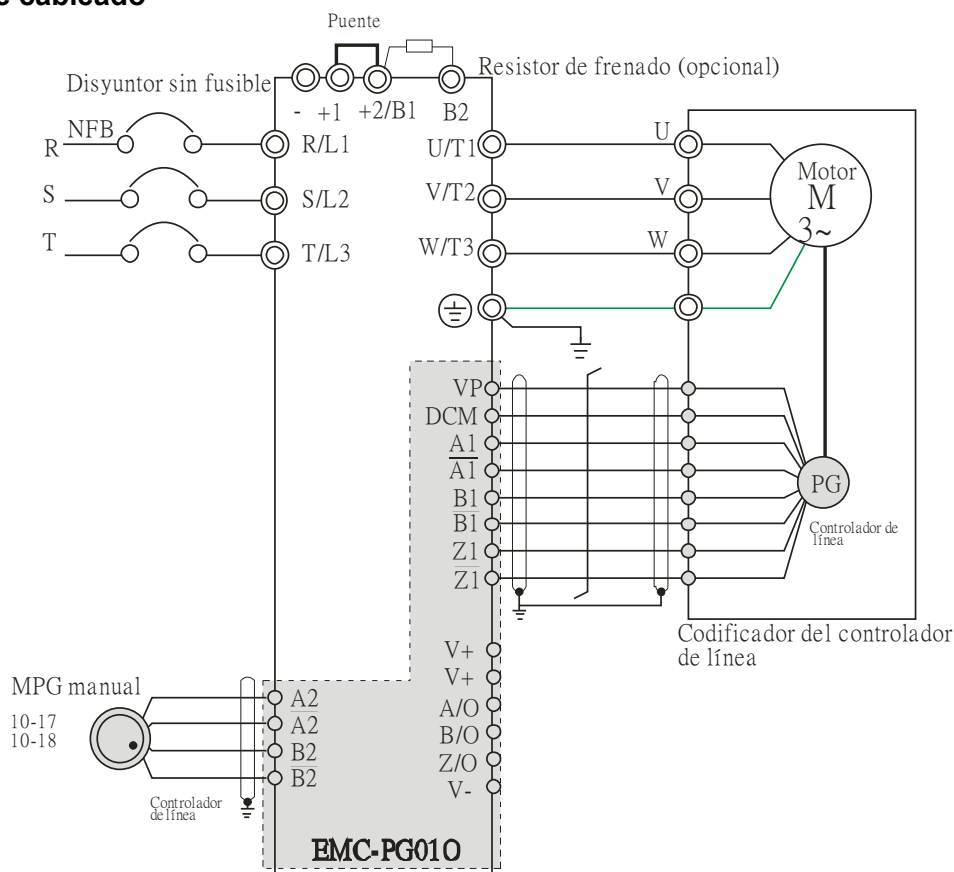 Puente
Resistor de frenado (opcional)
Disyuntor sin fusible
- +1 +2/B1 B2
NFB
R
S
T
R/L1
S/L2
T/L3
U/T1
V/T2
W/T3
U
V
W
Motor
M
3~
VP
DCM
A1
A1
B1
B1
Z1
Z1
PG
Controlador de
línea
Codificador del controlador
de línea
V+
V+
A/O
B/O
Z/O
V-
MPG manual
10-17
10-18
A2
A2
B2
B2
Controlador
de línea
EMC-PG01O